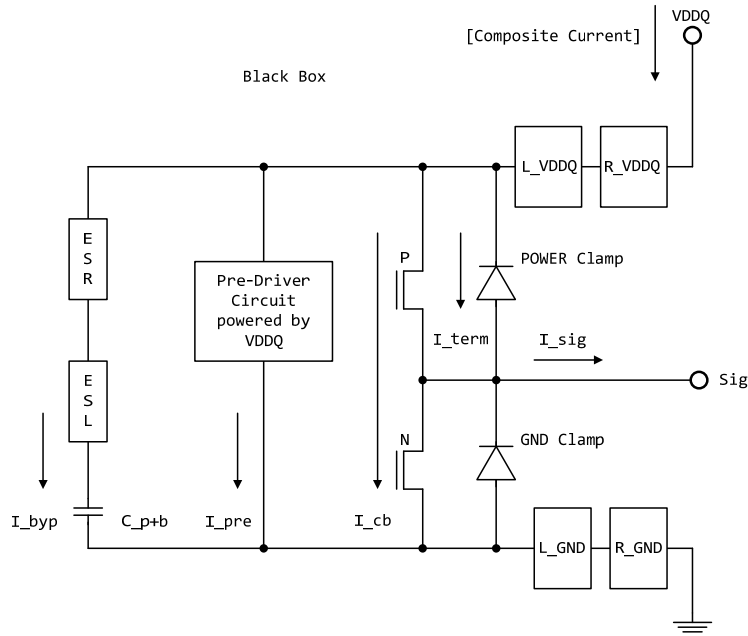 VDDQ
[Composite Current]
Black Box
L_VDDQ
R_VDDQ
E
S
R
P
POWER Clamp
Pre-Driver
Circuit
powered by
VDDQ
I_term
I_sig
Sig
E
S
L
N
GND Clamp
I_byp
C_p+b
I_pre
I_cb
L_GND
R_GND